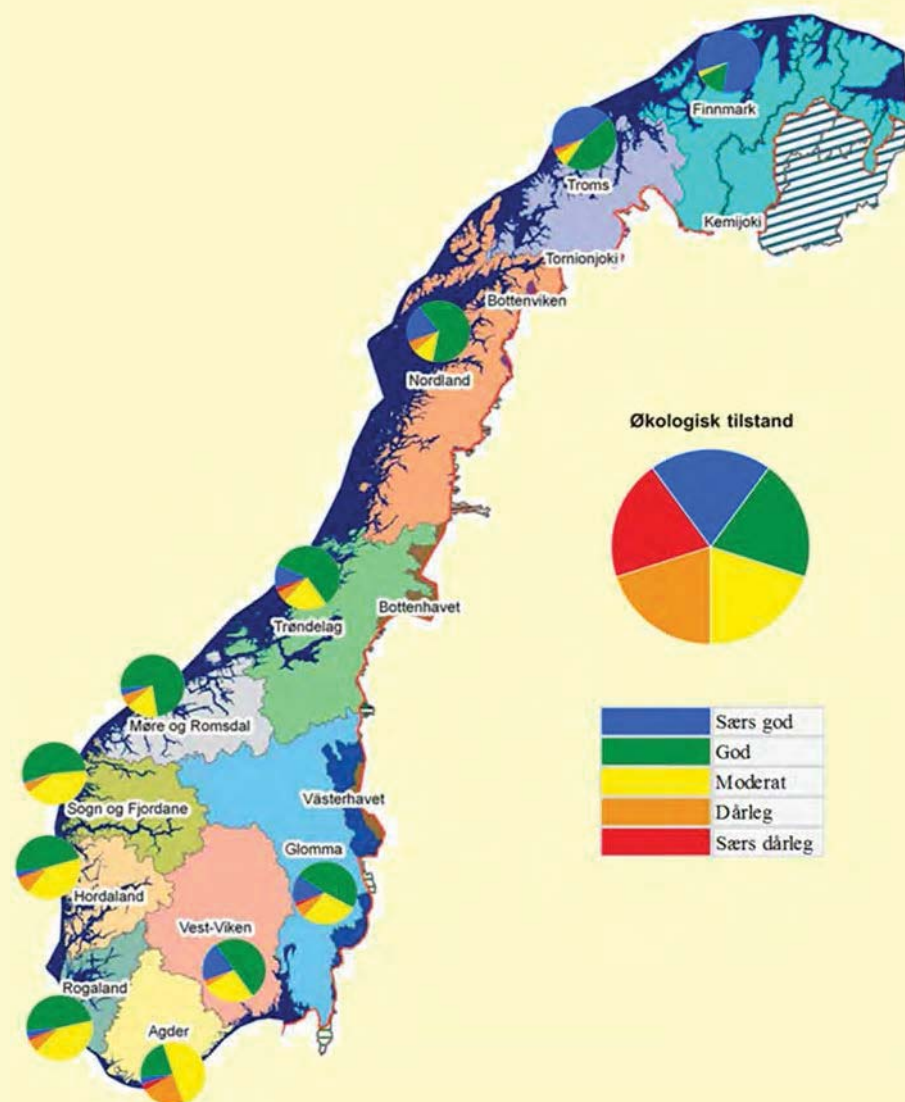 Finnmark
Troms
Kemijoki
Tornionjoki
Bottenviken
Nordland
Økologisk tilstand
Bottenhavet
Trøndelag
Møre og Romsdal
Særs god
God
Moderat
Dårleg
Særs dårleg
Västerhavet
Sogn og Fjordane
Glomma
Hordaland
Vest-Viken
Rogaland
Agder